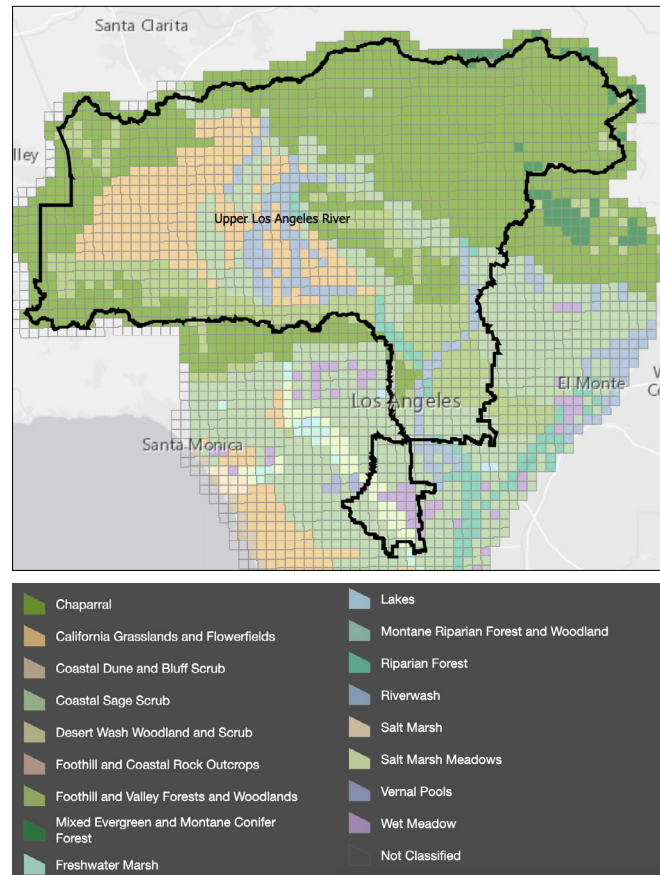 Santa Clarita
lley
Upper Los Angeles River
El Monte
W
Co
Los Angeles
Santa Monica
Chaparral
California Grasslands and Flowerfields
Coastal Dune and Bluff Scrub
Coastal Sage Scrub
Desert Wash Woodland and Scrub
Foothill and Coastal Rock Outcrops
Foothill and Valley Forests and Woodlands
Mixed Evergreen and Montane Conifer
Forest
Freshwater Marsh
Lakes
Montane Riparian Forest and Woodland
Riparian Forest
Riverwash
Salt Marsh
Salt Marsh Meadows
Vernal Pools
Wet Meadow
Not Classified